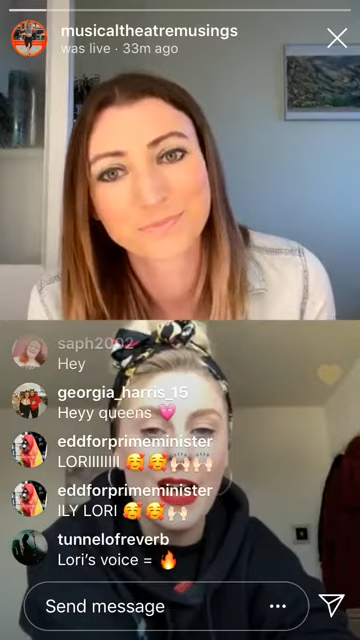 musicaltheatremusings
was live · 33m ago
saph2002
Hey
georgia_harris_15
Heyy queens 💗
eddforprimeminister
LORIIIIIIII 🥰🥰🙌🏻🙌🏻
eddforprimeminister
ILY LORI 🥰🥰🙌🏻
tunnelofreverb
Lori's voice = 🔥
Send message